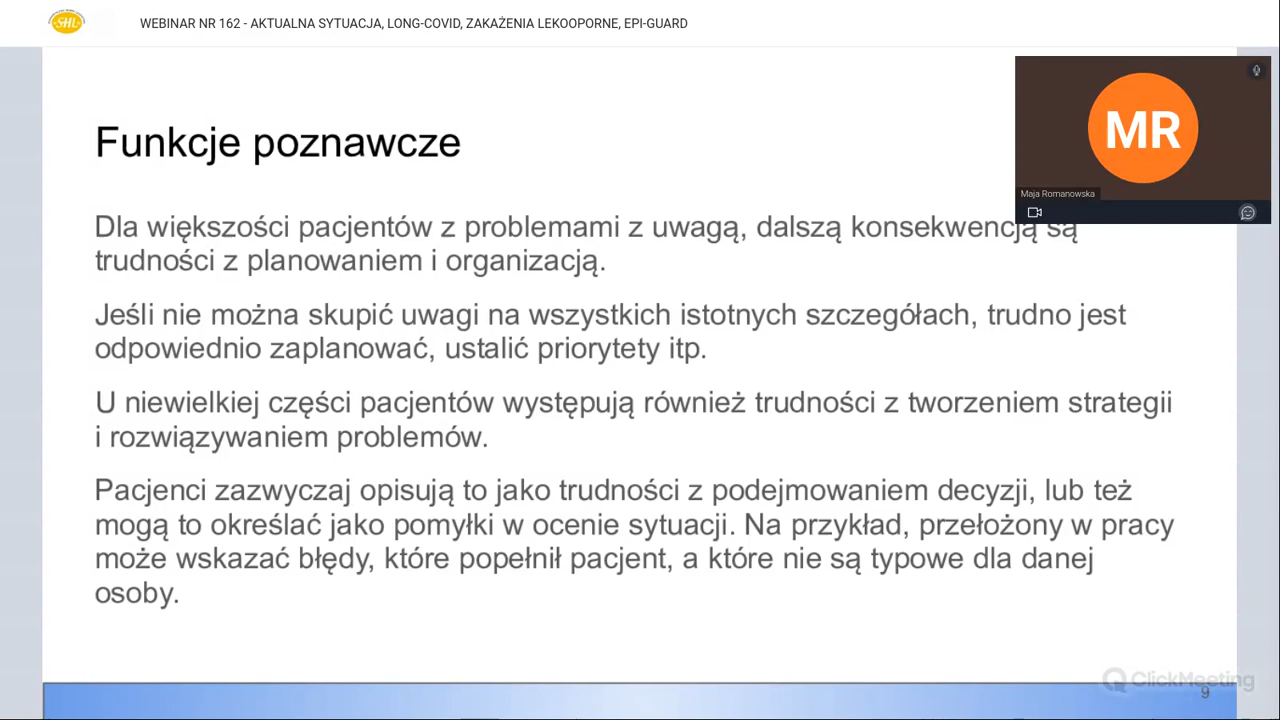 SHL
WEBINAR NR 162 - AKTUALNA SYTUACJA, LONG-COVID, ZAKAŻENIA LEKOOPORNE, EPI-GUARD
MR
Maja Romanowska
Funkcje poznawcze
Dla większości pacjentów z problemami z uwagą, dalszą konsekwencją są
trudności z planowaniem i organizacją.
Jeśli nie można skupić uwagi na wszystkich istotnych szczegółach, trudno jest
odpowiednio zaplanować, ustalić priorytety itp.
U niewielkiej części pacjentów występują również trudności z tworzeniem strategii
i rozwiązywaniem problemów.
Pacjenci zazwyczaj opisują to jako trudności z podejmowaniem decyzji, lub też
mogą to określać jako pomyłki w ocenie sytuacji. Na przykład, przełożony w pracy
może wskazać błędy, które popełnił pacjent, a które nie są typowe dla danej
osoby.
ClickMeeting
9